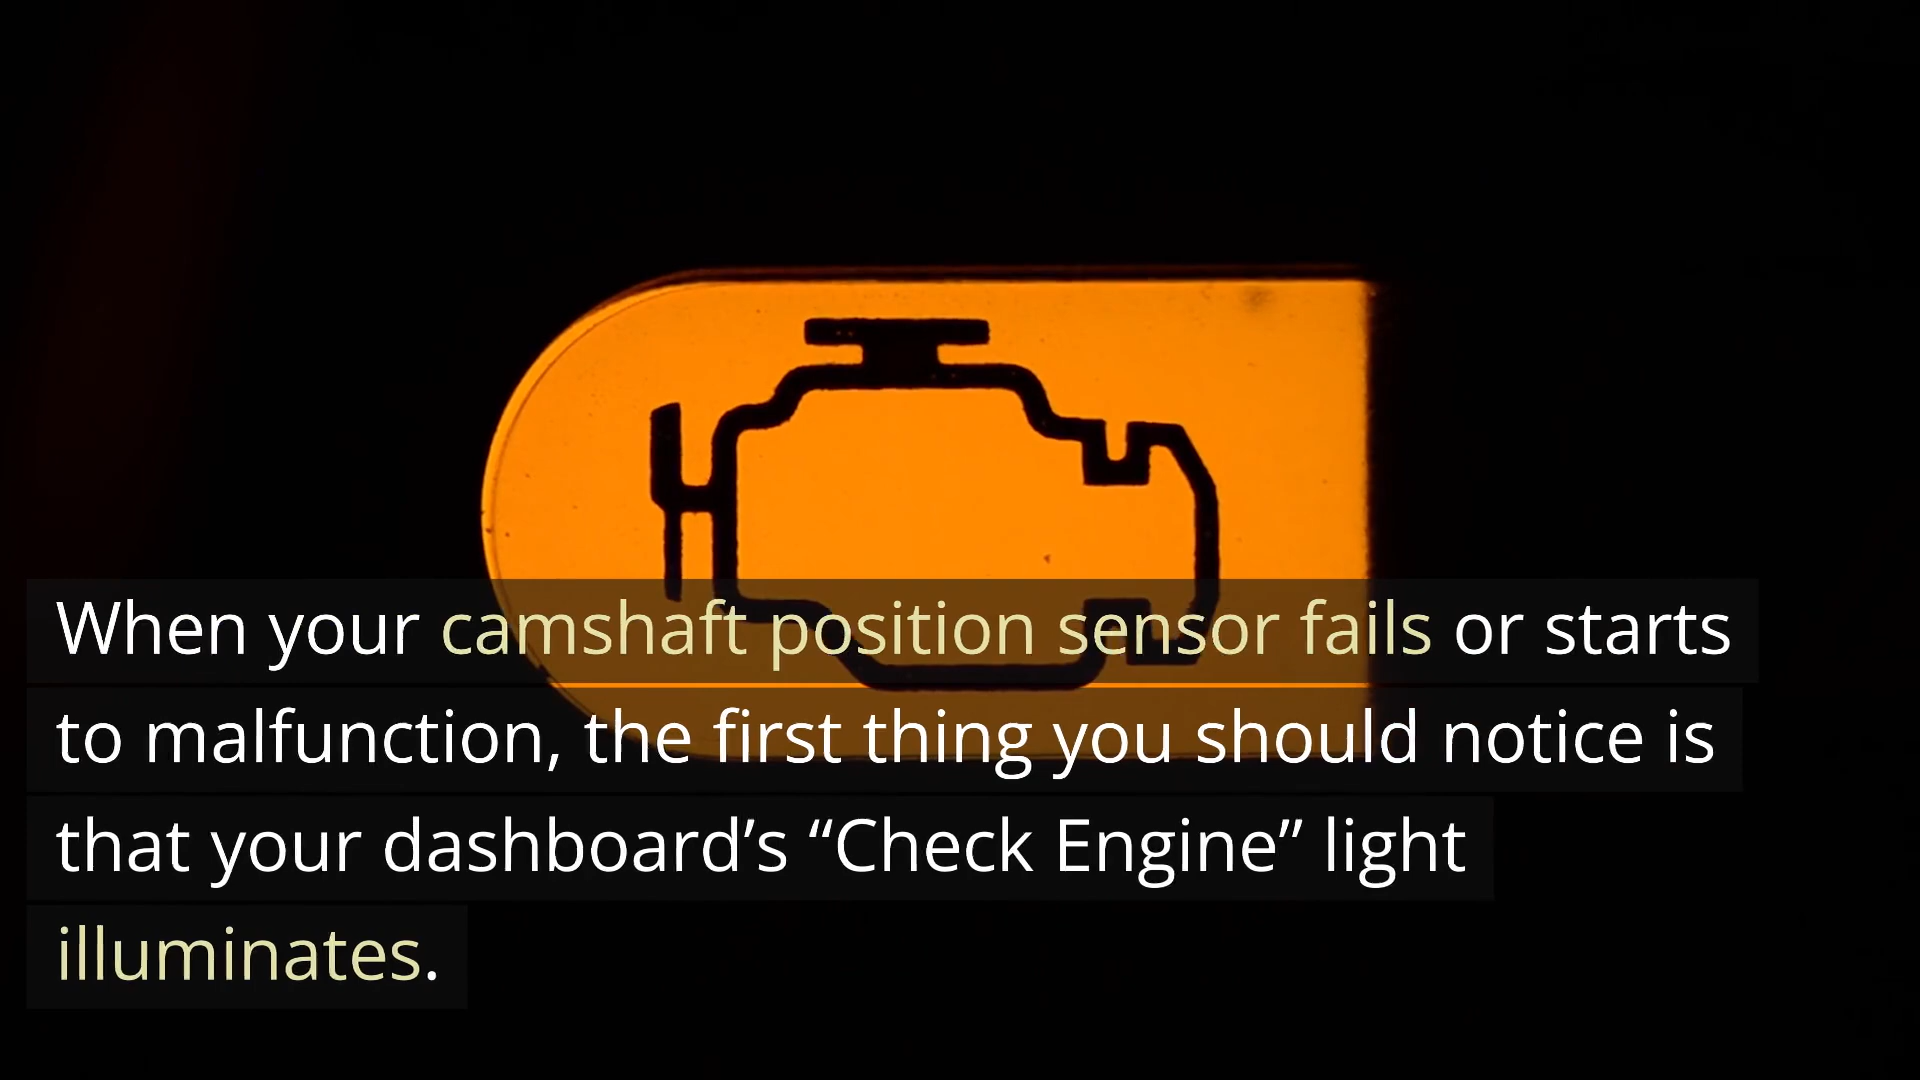 When your camshaft position sensor fails or starts
to malfunction, the first thing you should notice is
that your dashboard’s “Check Engine” light
illuminates.